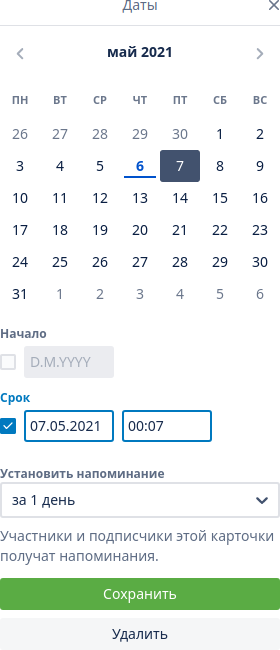 Даты
май 2021
ПН ВТ СР ЧТ ПТ СБ ВС
26 27 28 29 30 1 2
3 4 5 6 7 8 9
10 11 12 13 14 15 16
17 18 19 20 21 22 23
24 25 26 27 28 29 30
31 1 2 3 4 5 6
Начало
D.M.YYYY
Срок
07.05.2021 00:07
Установить напоминание
за 1 день
Участники и подписчики этой карточки
получат напоминания.
Сохранить
Удалить